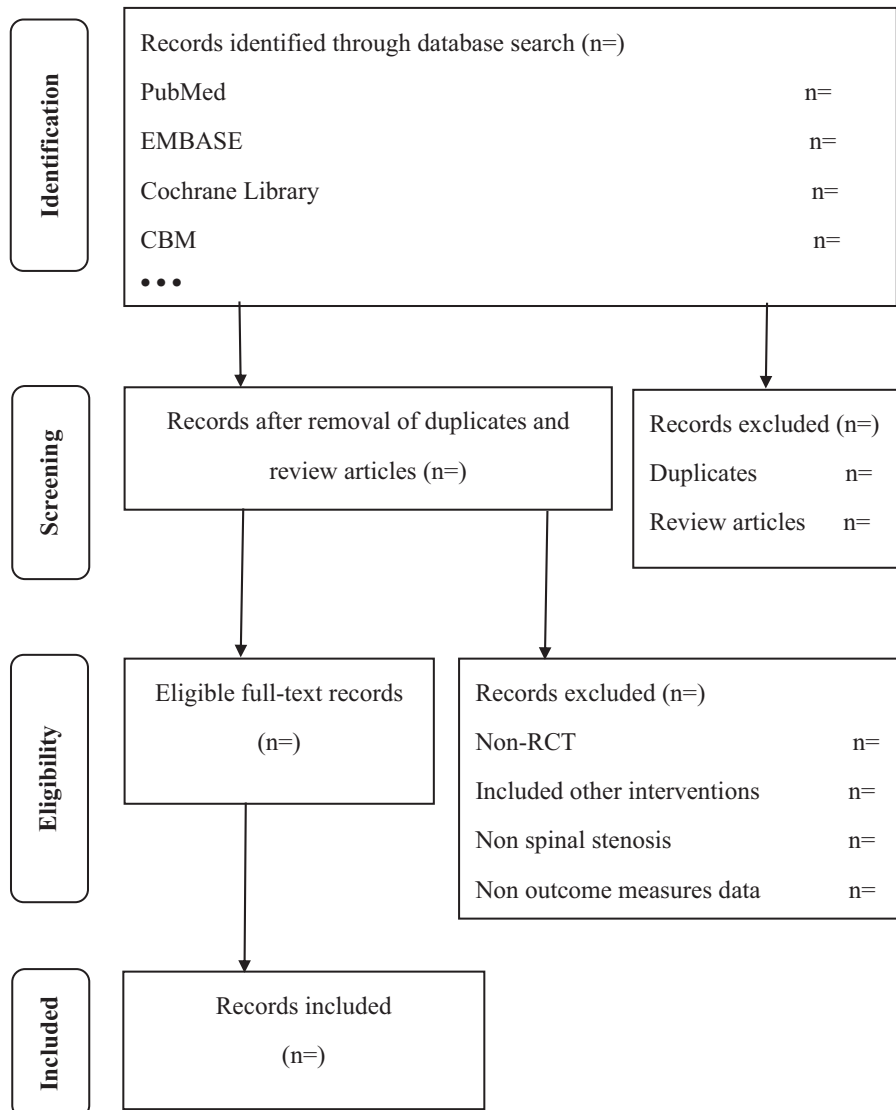 Identification
Records identified through database search (n=)
PubMed n=
EMBASE n=
Cochrane Library n=
CBM n=
•••
Screening
Records after removal of duplicates and
review articles (n=)
Records excluded (n=)
Duplicates n=
Review articles n=
Eligibility
Eligible full-text records
(n=)
Records excluded (n=)
Non-RCT n=
Included other interventions n=
Non spinal stenosis n=
Non outcome measures data n=
Included
Records included
(n=)